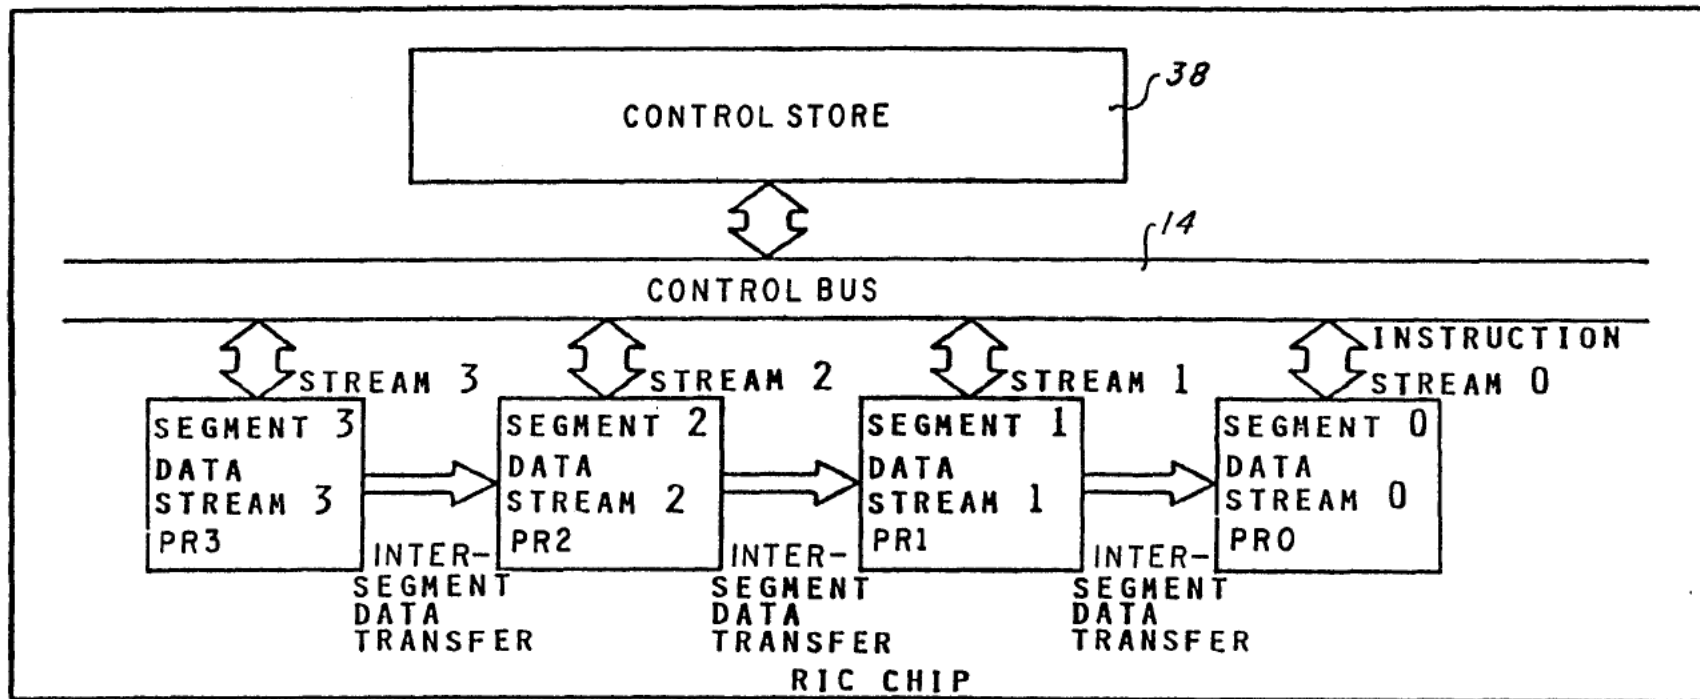 38
CONTROL STORE
14
CONTROL BUS
STREAM 3
STREAM 2
STREAM 1
INSTRUCTION
STREAM 0
SEGMENT 3
DATA
STREAM 3
PR3
SEGMENT 2
DATA
STREAM 2
PR2
SEGMENT 1
DATA
STREAM 1
PR1
SEGMENT 0
DATA
STREAM 0
PR0
INTER-
SEGMENT
DATA
TRANSFER
INTER-
SEGMENT
DATA
TRANSFER
INTER-
SEGMENT
DATA
TRANSFER
RIC CHIP